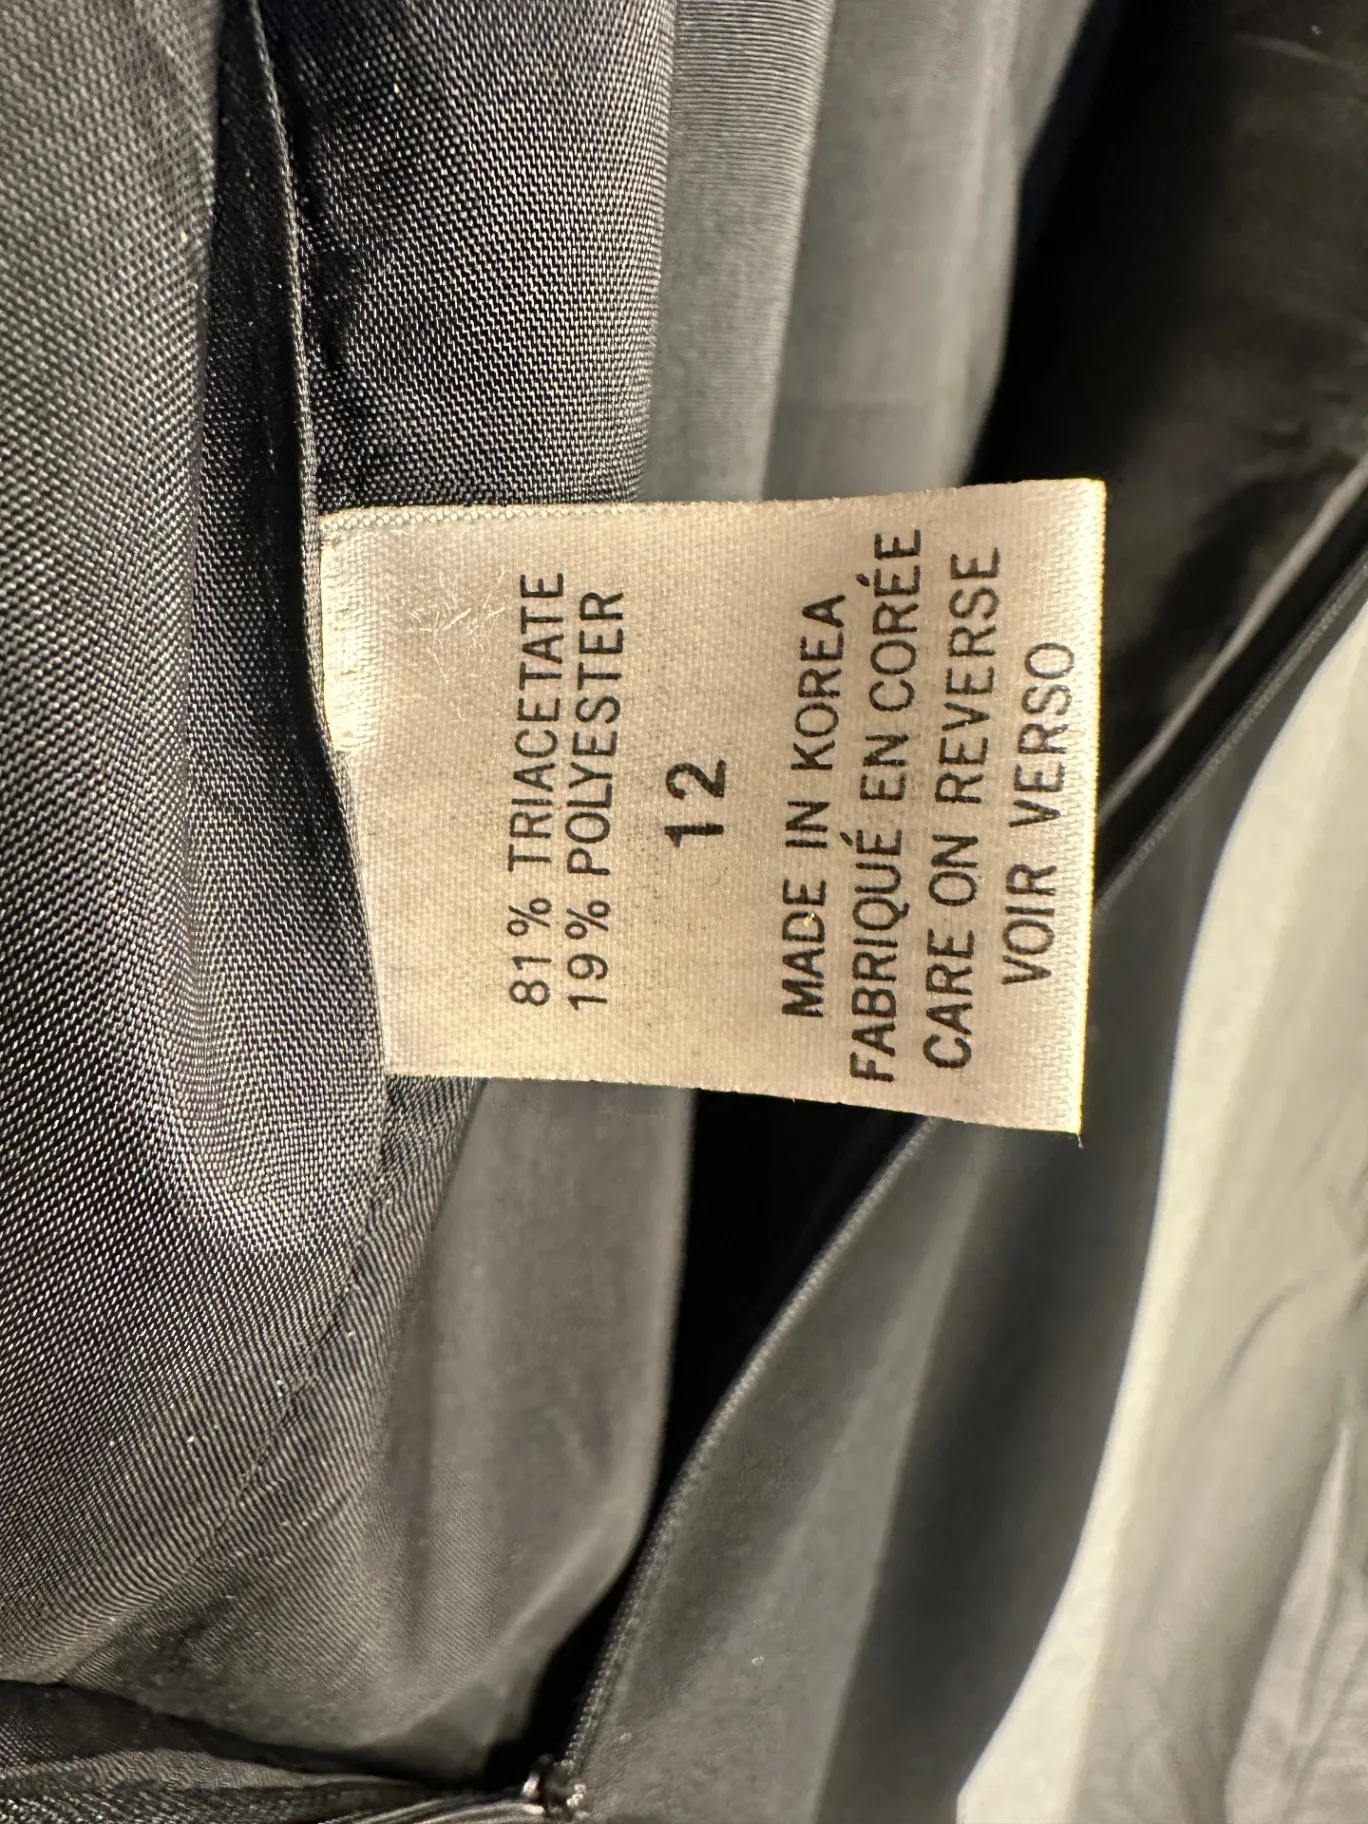 81% TRIACETATE
19% POLYESTER
12
MADE IN KOREA
FABRIQUÉ EN CORÉE
CARE ON REVERSE
VOIR VERSO